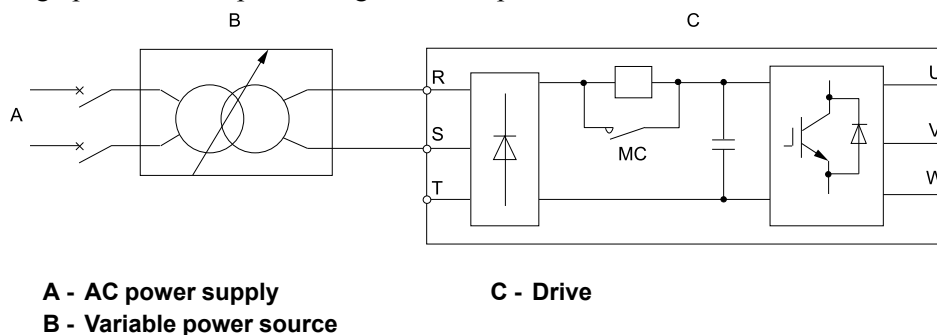 B
C
A
R
S
T
MC
U
V
W
A - AC power supply
B - Variable power source
C - Drive